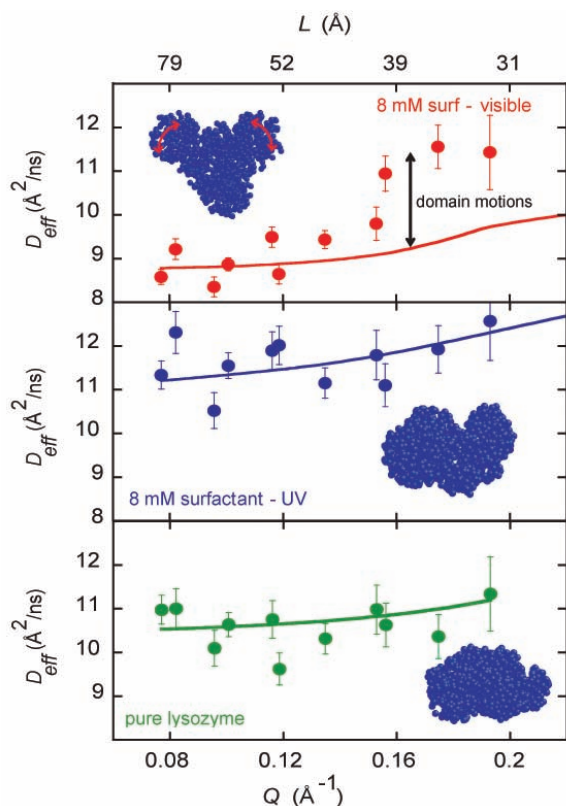 L (Å)
79 52 39 31
8 mM surf - visible
12
11
10
9
8
D_eff (Å²/ns)
domain motions
12
11
10
9
8
D_eff (Å²/ns)
8 mM surfactant - UV
12
11
10
9
D_eff (Å²/ns)
pure lysozyme
0.08 0.12 0.16 0.2
Q (Å⁻¹)